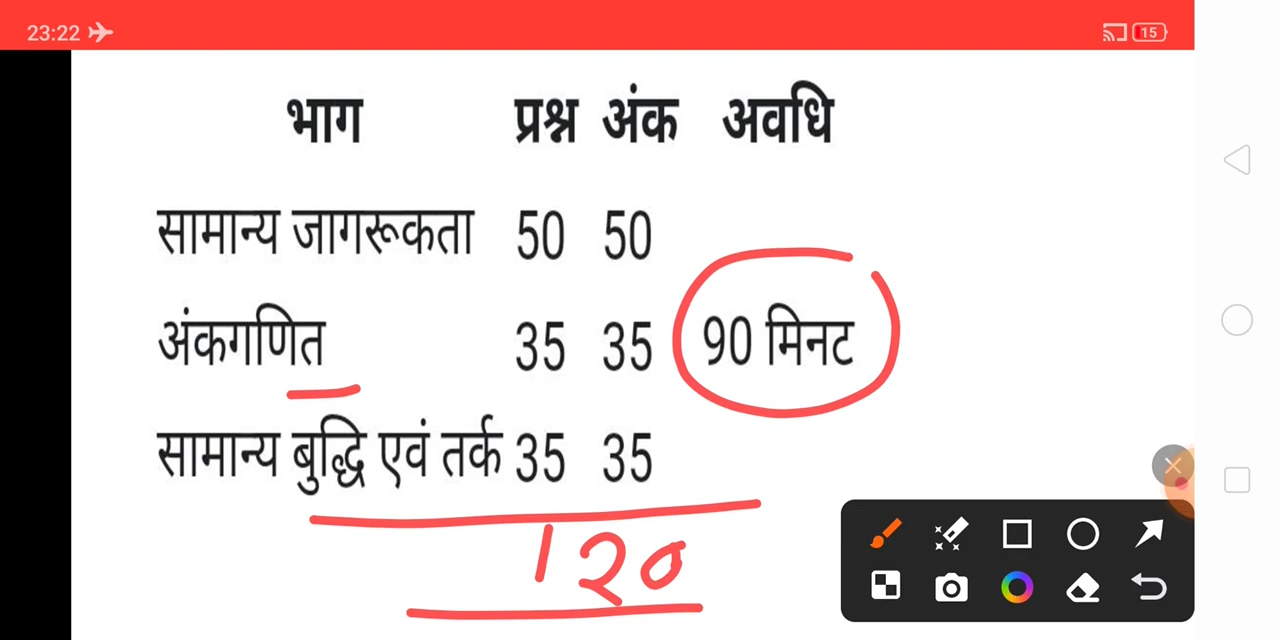 23:22 15
भाग प्रश्न अंक अवधि
सामान्य जागरूकता 50 50
अंकगणित 35 35 90 मिनट
सामान्य बुद्धि एवं तर्क 35 35
120